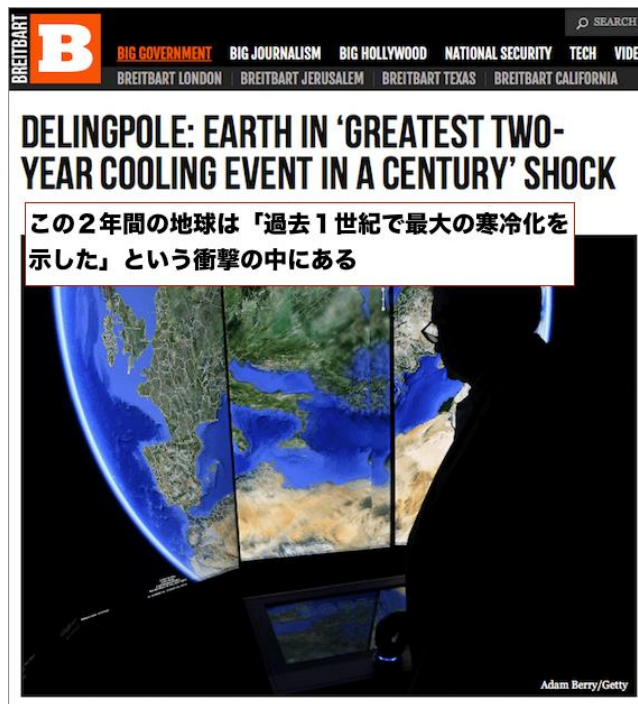 BREITBART
B
SEARCH
BIG GOVERNMENT BIG JOURNALISM BIG HOLLYWOOD NATIONAL SECURITY TECH VIDE
BREITBART LONDON BREITBART JERUSALEM BREITBART TEXAS BREITBART CALIFORNIA
DELINGPOLE: EARTH IN ‘GREATEST TWO-
YEAR COOLING EVENT IN A CENTURY’ SHOCK
この2年間の地球は「過去1世紀で最大の寒冷化を
示した」という衝撃の中にある
Adam Berry/Getty